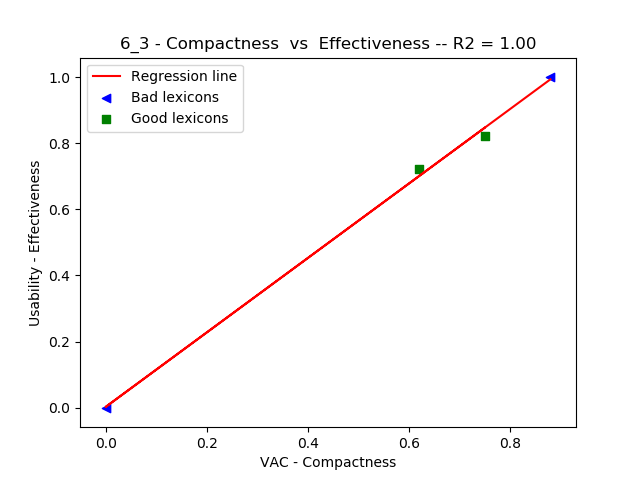 6_3 - Compactness  vs  Effectiveness -- R2 = 1.00
Regression line
Bad lexicons
Good lexicons
1.0
0.8
0.6
0.4
0.2
0.0
Usability - Effectiveness
0.0 0.2 0.4 0.6 0.8
VAC - Compactness